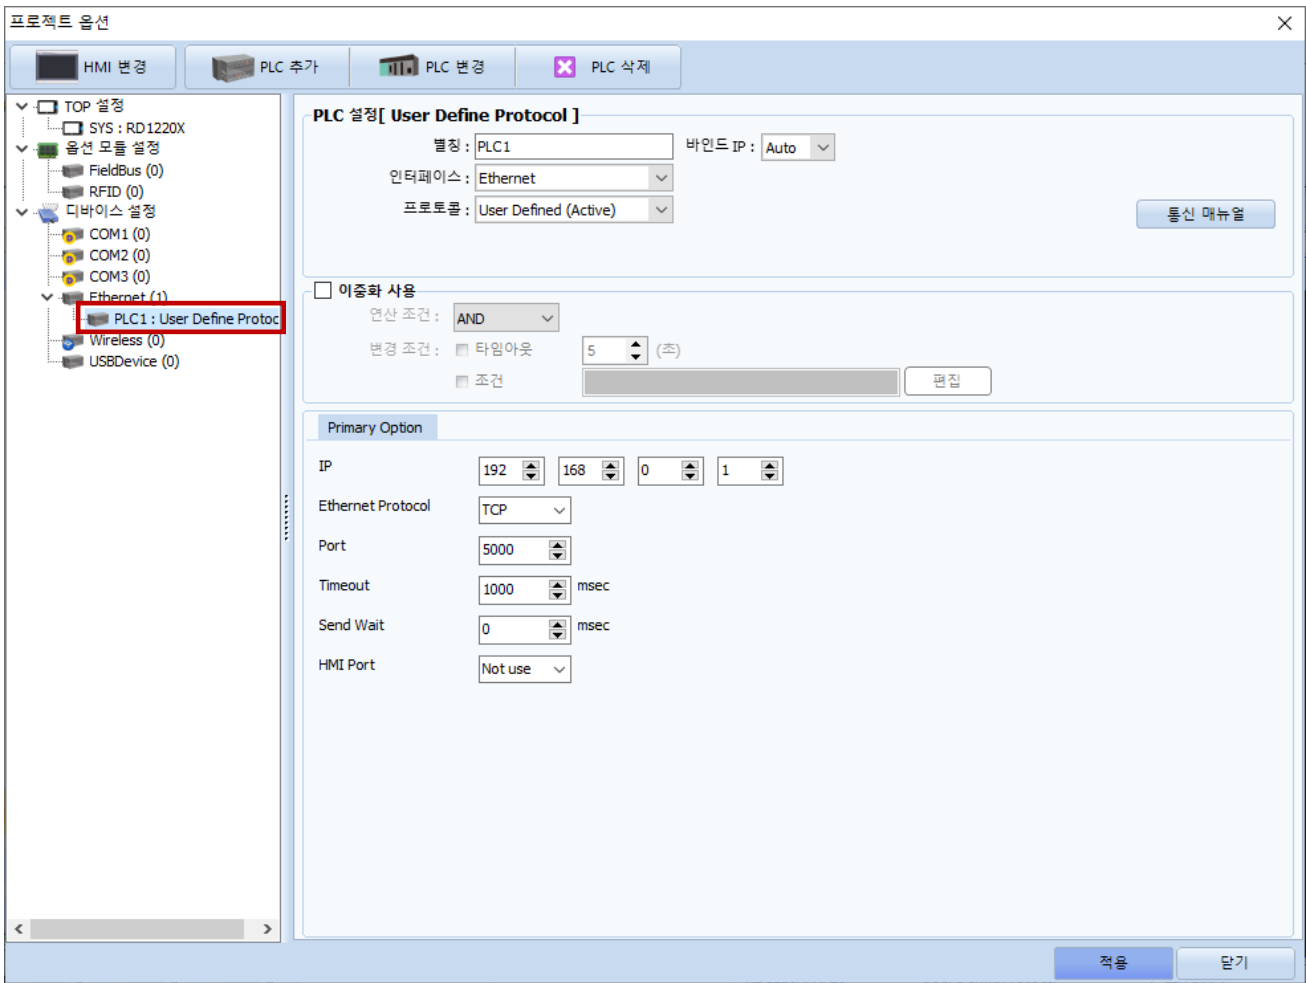 프로젝트 옵션
HMI 변경
PLC 추가
PLC 변경
PLC 삭제
TOP 설정
SYS : RD1220X
옵션 모듈 설정
FieldBus (0)
RFID (0)
디바이스 설정
COM1 (0)
COM2 (0)
COM3 (0)
Ethernet (1)
PLC1 : User Define Protoc
Wireless (0)
USBDevice (0)
PLC 설정[ User Define Protocol ]
별칭 : PLC1 바인드 IP : Auto
인터페이스 : Ethernet
프로토콜 : User Defined (Active)
통신 매뉴얼
이중화 사용
연산 조건 : AND
변경 조건 : 타임아웃 5 (초)
조건 편집
Primary Option
IP 192 168 0 1
Ethernet Protocol TCP
Port 5000
Timeout 1000 msec
Send Wait 0 msec
HMI Port Not use
적용 닫기